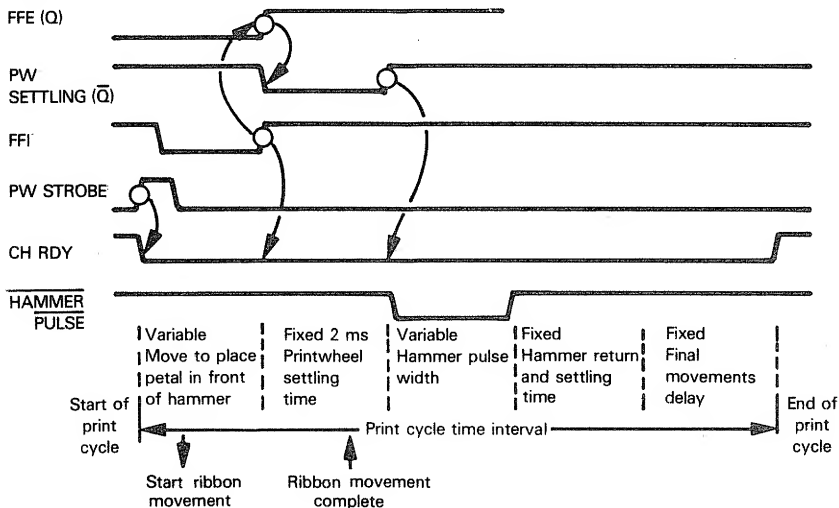 FFE (Q)
PW
SETTLING (Q̅)
FFI
PW STROBE
CH RDY
HAMMER
PULSE
Variable
Move to place
petal in front
of hammer
Fixed 2 ms
Printwheel
settling
time
Variable
Hammer pulse
width
Fixed
Hammer return
and settling
time
Fixed
Final
movements
delay
Start of
print
cycle
Print cycle time interval
End of
print
cycle
Start ribbon
movement
Ribbon movement
complete